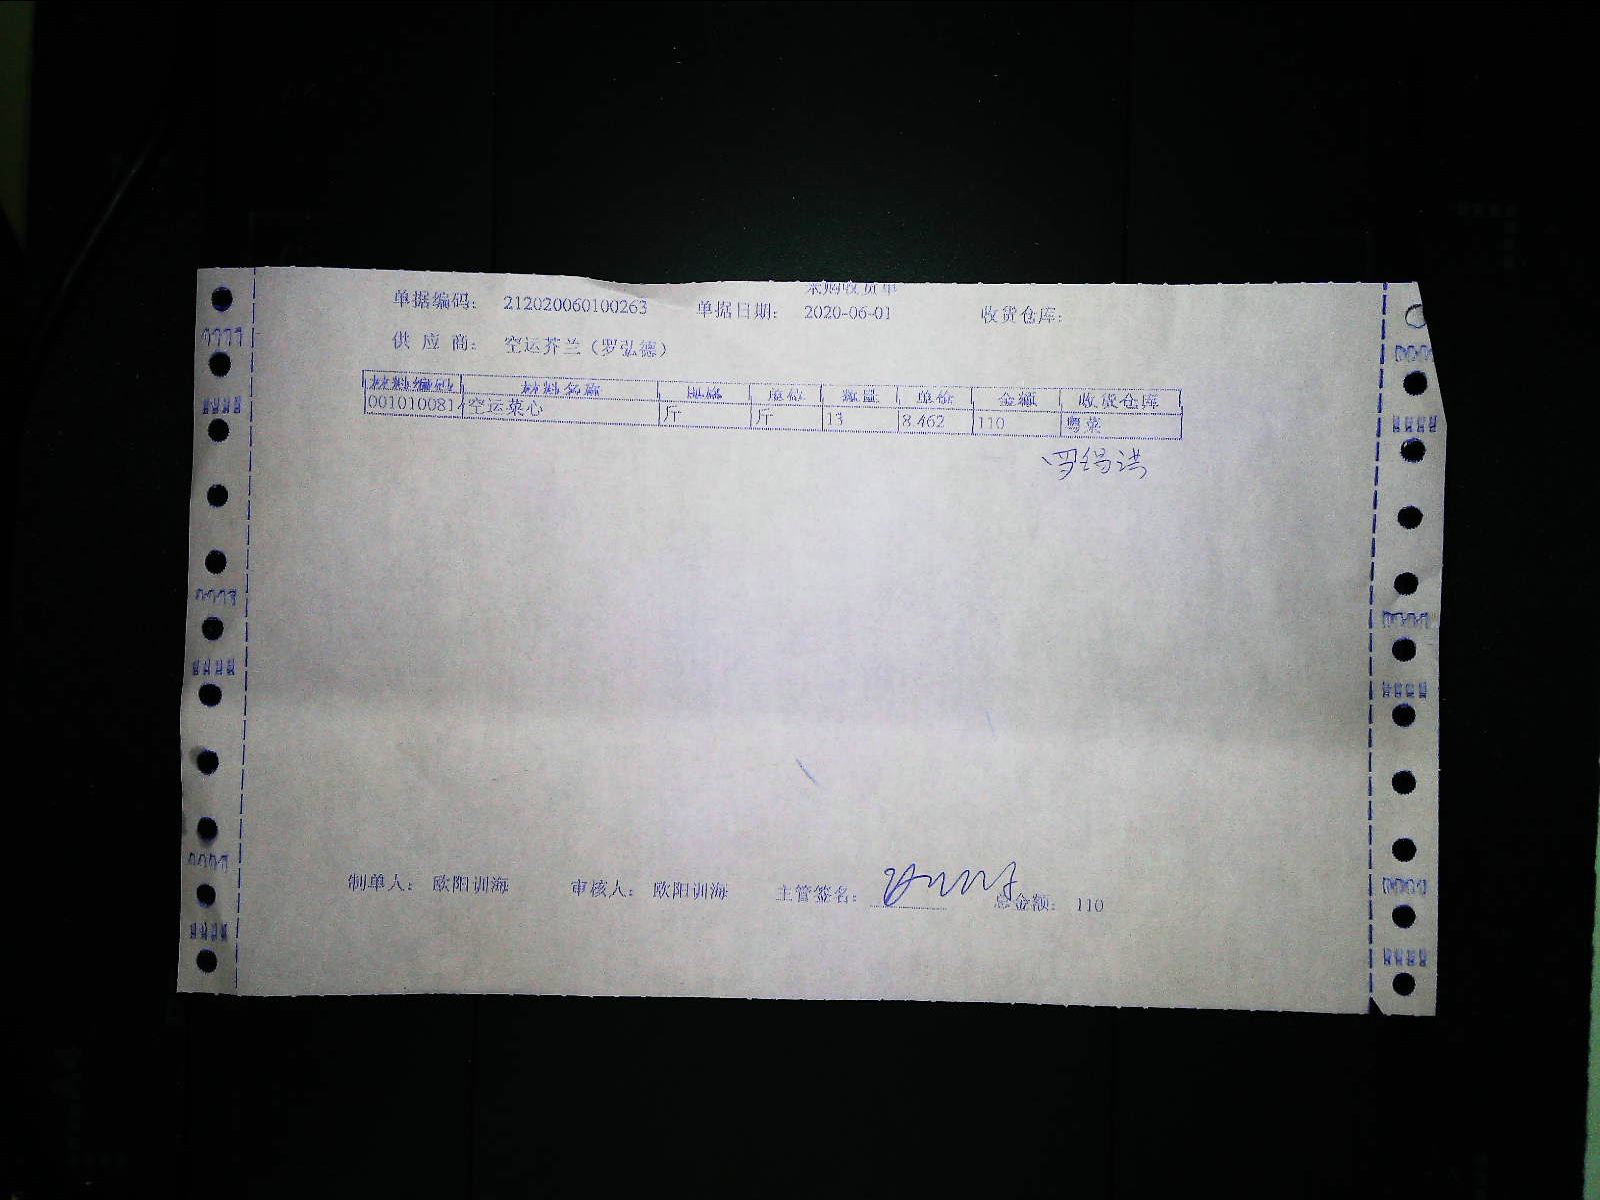 采购收货单
单据编码： 212020060100263 单据日期： 2020-06-01 收货仓库：
供 应 商： 空运芥兰（罗弘德）
材料编码 材料名称 规格 单位 数量 单价 金额 收货仓库
0010100814 空运菜心 斤 斤 13 8.462 110 粤菜
制单人： 欧阳训海 审核人： 欧阳训海 主管签名： 总金额： 110